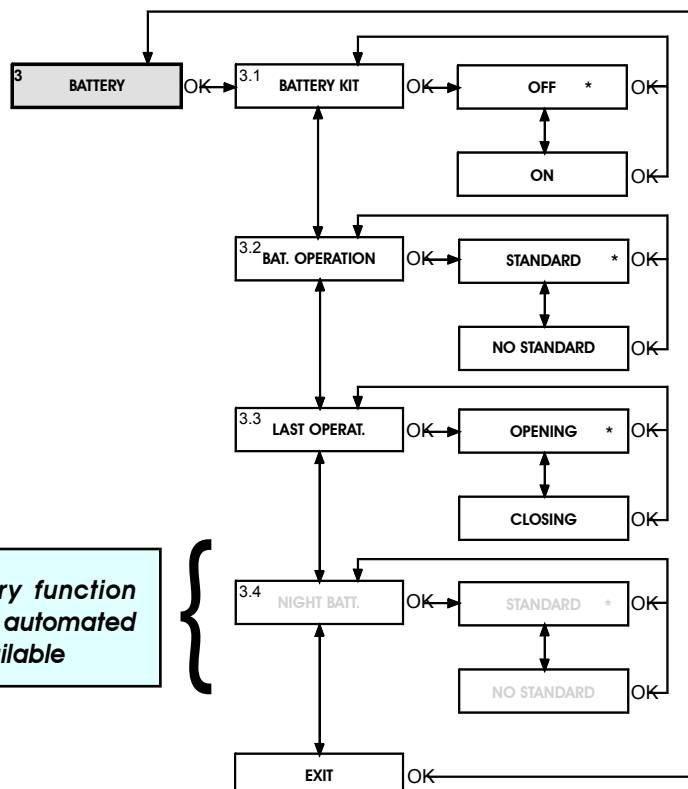 3 BATTERY OK
3.1 BATTERY KIT OK
OFF * OK
ON OK
3.2 BAT. OPERATION OK
STANDARD * OK
NO STANDARD OK
3.3 LAST OPERAT. OK
OPENING * OK
CLOSING OK
ry function
automated
ilable
{
3.4 NIGHT BATT. OK
STANDARD * OK
NO STANDARD OK
EXIT OK